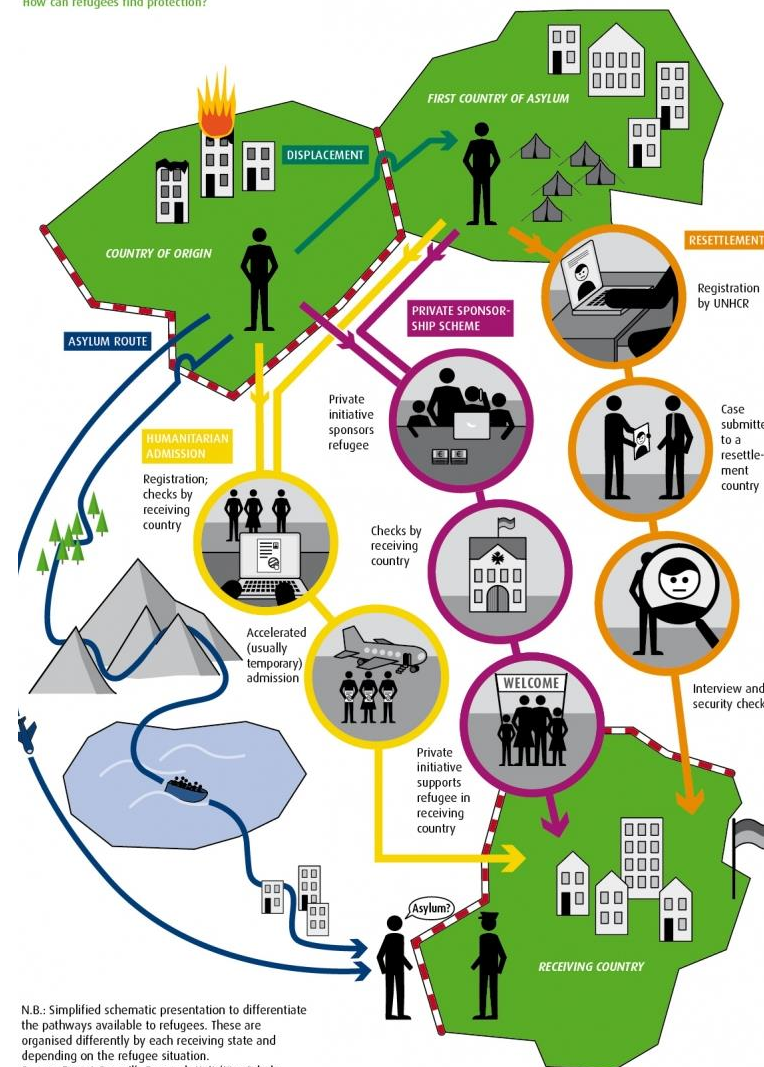 How can refugees find protection?
FIRST COUNTRY OF ASYLUM
DISPLACEMENT
COUNTRY OF ORIGIN
RESETTLEMENT
Registration
by UNHCR
PRIVATE SPONSOR-
SHIP SCHEME
ASYLUM ROUTE
Private
initiative
sponsors
refugee
Case
submitte
to a
resettle-
ment
country
HUMANITARIAN
ADMISSION
Registration;
checks by
receiving
country
Checks by
receiving
country
Accelerated
(usually
temporary)
admission
WELCOME
Interview and
security check
Private
initiative
supports
refugee in
receiving
country
Asylum?
RECEIVING COUNTRY
N.B.: Simplified schematic presentation to differentiate
the pathways available to refugees. These are
organised differently by each receiving state and
depending on the refugee situation.